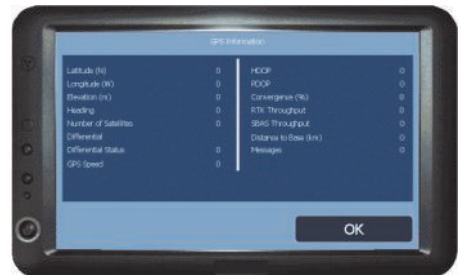 GPS Information
Latitude (N) 0
Longitude (W) 0
Elevation (m) 0
Heading 0
Number of Satellites 0
Differential
Differential Status 0
GPS Speed 0
HDOP 0
PDOP 0
Convergence (%) 0
RTK Throughput 0
SBAS Throughput 0
Distance to Base (km) 0
Messages 0
OK